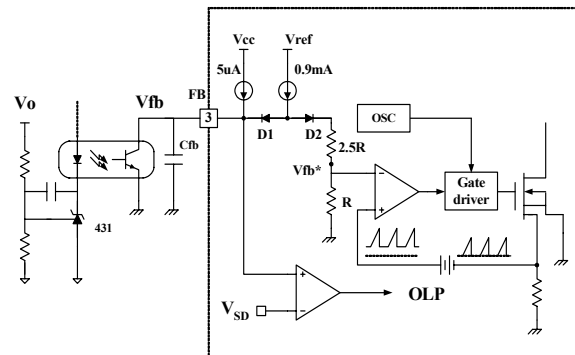 Vcc
Vref
5uA
0.9mA
Vo
Vfb
FB
3
D1
D2
Cfb
2.5R
OSC
Vfb*
R
Gate
driver
431
VSD
OLP
+
-
+
-